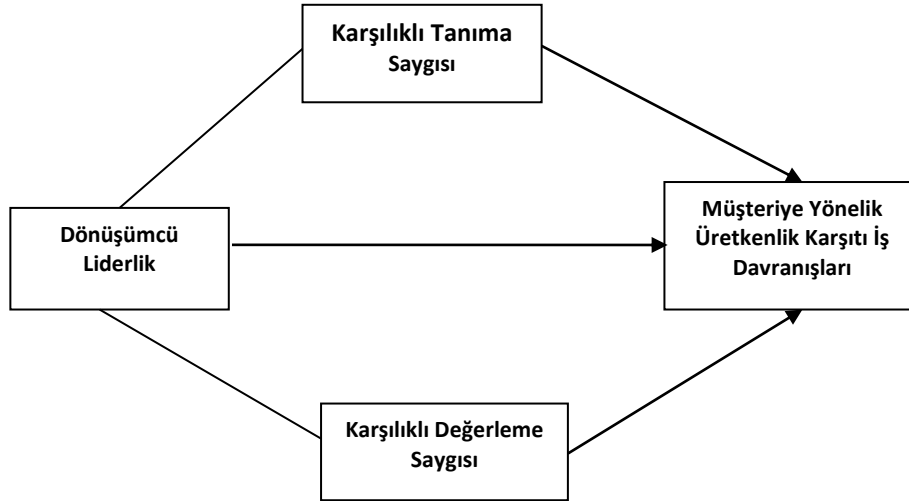 Karşılıklı Tanıma
Saygısı
Dönüşümcü
Liderlik
Müşteriye Yönelik
Üretkenlik Karşıtı İş
Davranışları
Karşılıklı Değerleme
Saygısı